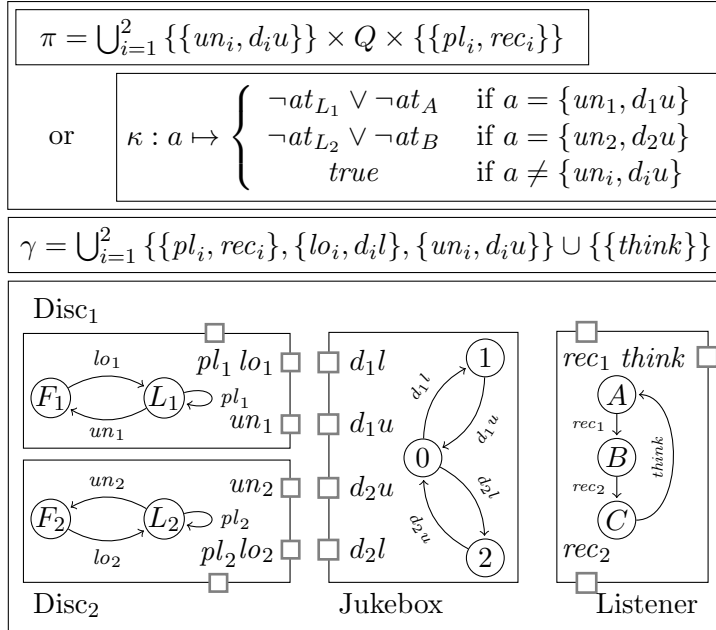 π = ⋃²ᵢ₌₁ {{unᵢ, dᵢu}} × Q × {{plᵢ, recᵢ}}
¬at_{L₁} ∨ ¬at_A if a = {un₁, d₁u}
or κ : a ↦ { ¬at_{L₂} ∨ ¬at_B if a = {un₂, d₂u}
true if a ≠ {unᵢ, dᵢu}
γ = ⋃²ᵢ₌₁ {{plᵢ, recᵢ}, {loᵢ, dᵢl}, {unᵢ, dᵢu}} ∪ {{think}}
Disc₁
lo₁
F₁ L₁ pl₁
un₁
pl₁ lo₁
un₁
un₂
F₂ L₂ pl₂
lo₂
un₂
pl₂ lo₂
Disc₂
d₁l
d₁u
d₂u
d₂l
1
d₁l d₁u
0
d₂u d₂l
2
Jukebox
rec₁ think
A
rec₁
B think
rec₂
C
rec₂
Listener